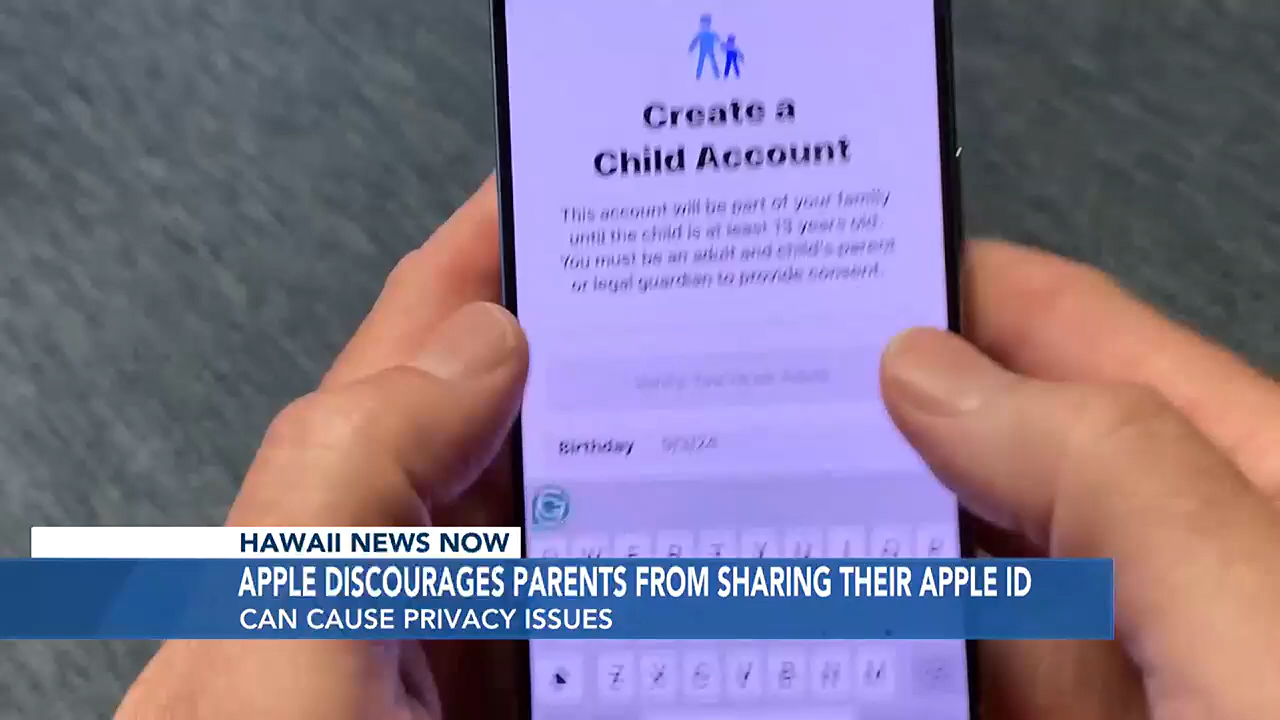 Create a
Child Account
This account will be part of your family
until the child is at least 13 years old.
You must be an adult and child's parent
or legal guardian to provide consent.
Birthday
HAWAII NEWS NOW
APPLE DISCOURAGES PARENTS FROM SHARING THEIR APPLE ID
CAN CAUSE PRIVACY ISSUES
Z X C V B N M